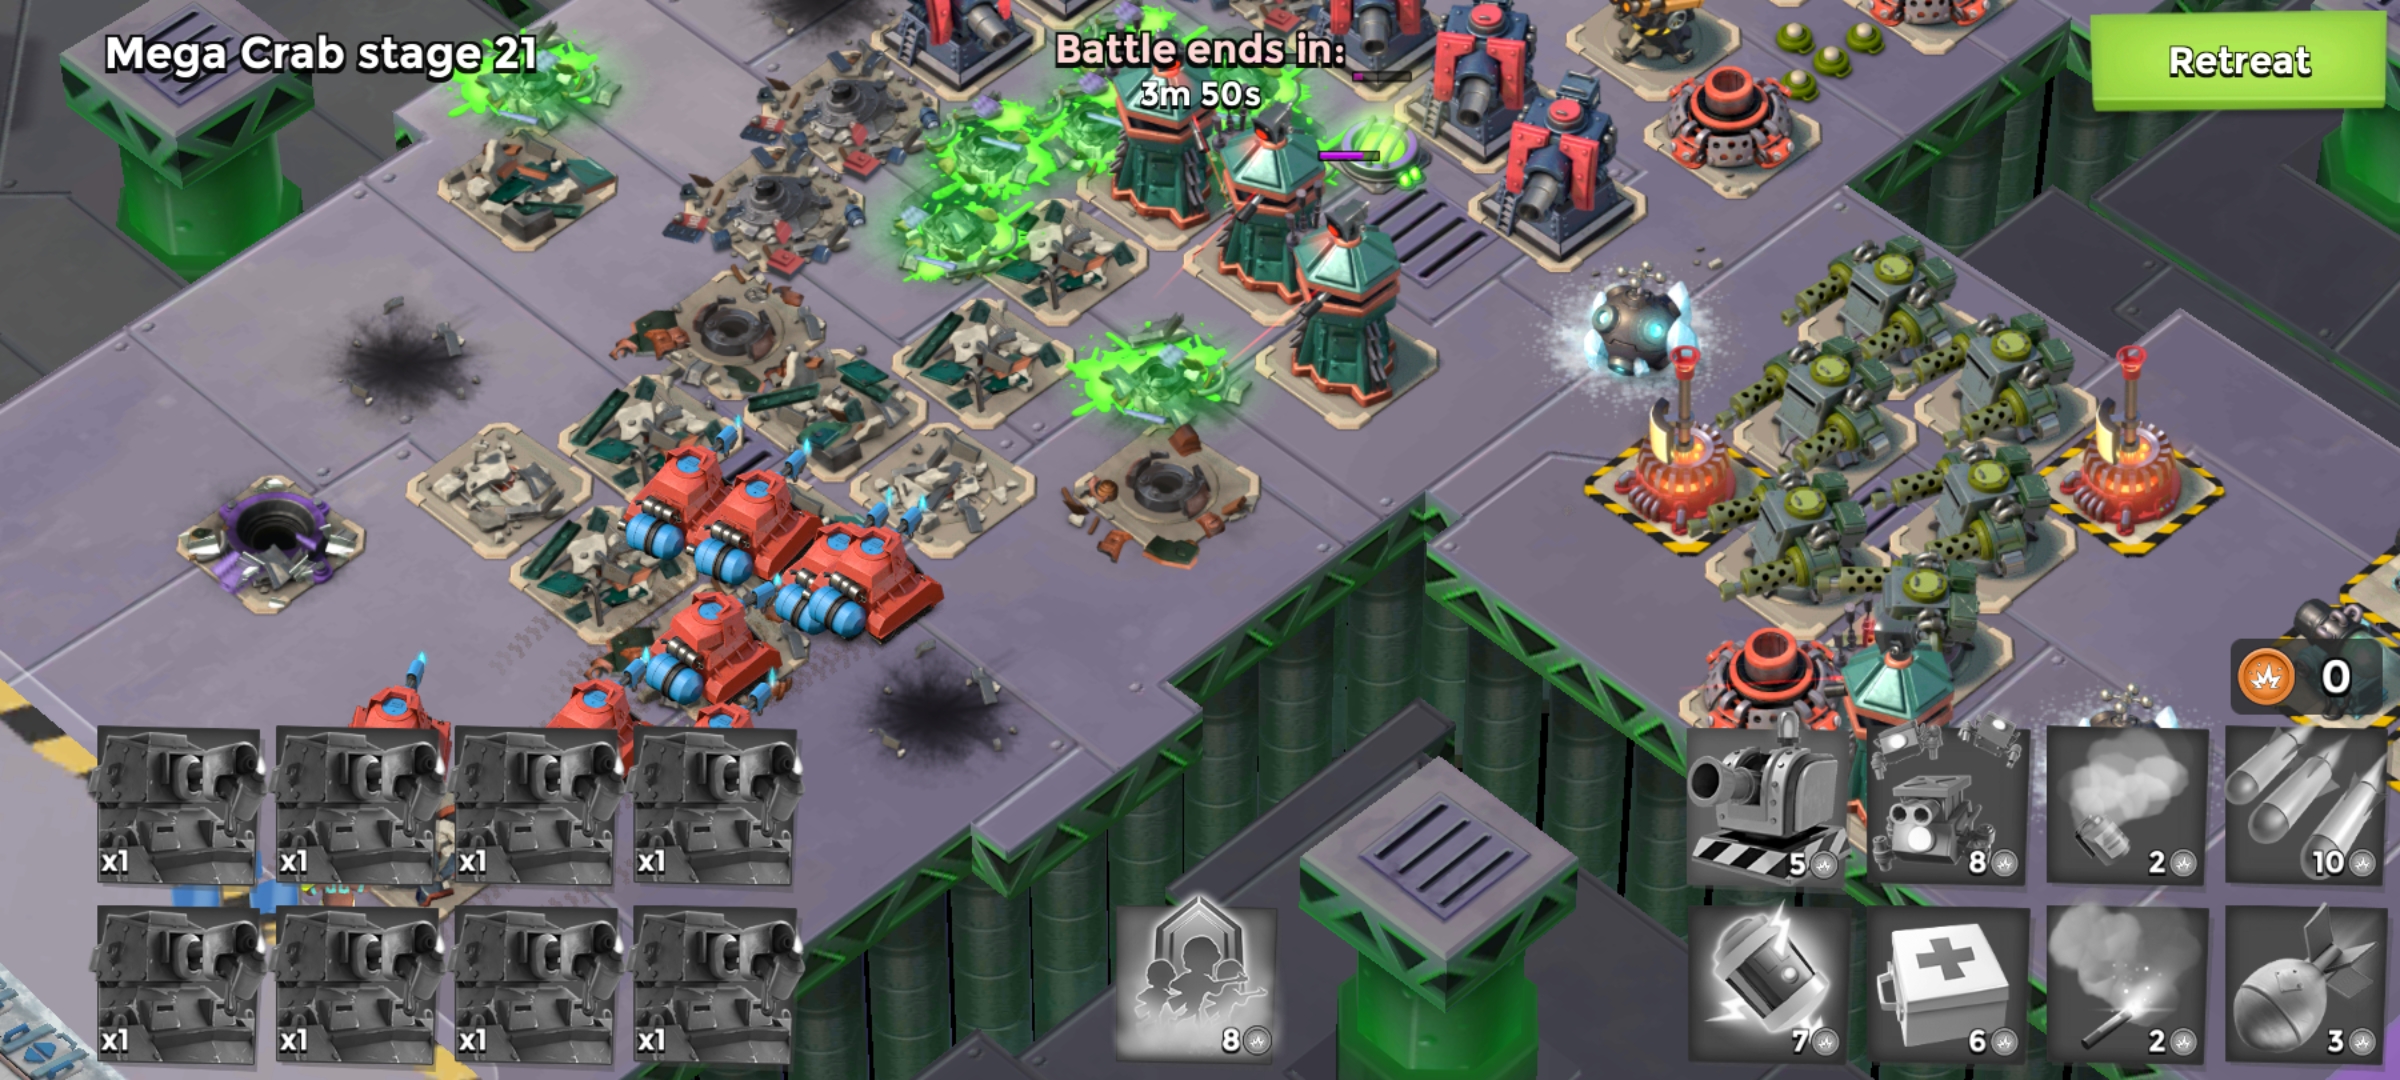 Mega Crab stage 21
Battle ends in:
3m 50s
Retreat
0
x1
x1
x1
x1
5
8
2
10
x1
x1
x1
x1
8
7
6
2
3